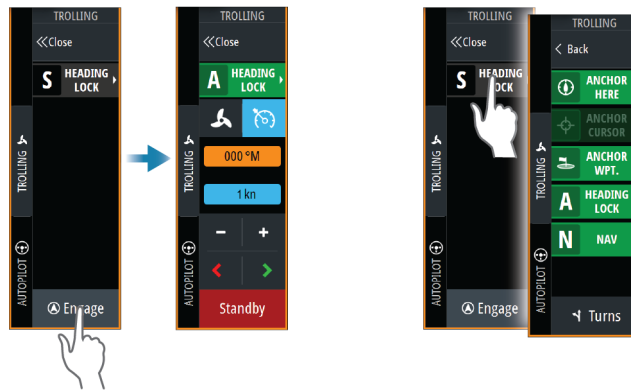 TROLLING
≪Close
S HEADING
LOCK
TROLLING
AUTOPILOT
Engage
TROLLING
≪Close
A HEADING
LOCK
000 °M
1 kn
- +
< >
TROLLING
AUTOPILOT
Standby
TROLLING
≪Close
S HEADING
OCK
TROLLING
AUTOPILOT
Engage
TROLLING
< Back
ANCHOR
HERE
ANCHOR
CURSOR
ANCHOR
WPT.
A HEADING
LOCK
N NAV
TROLLING
AUTOPILOT
Turns